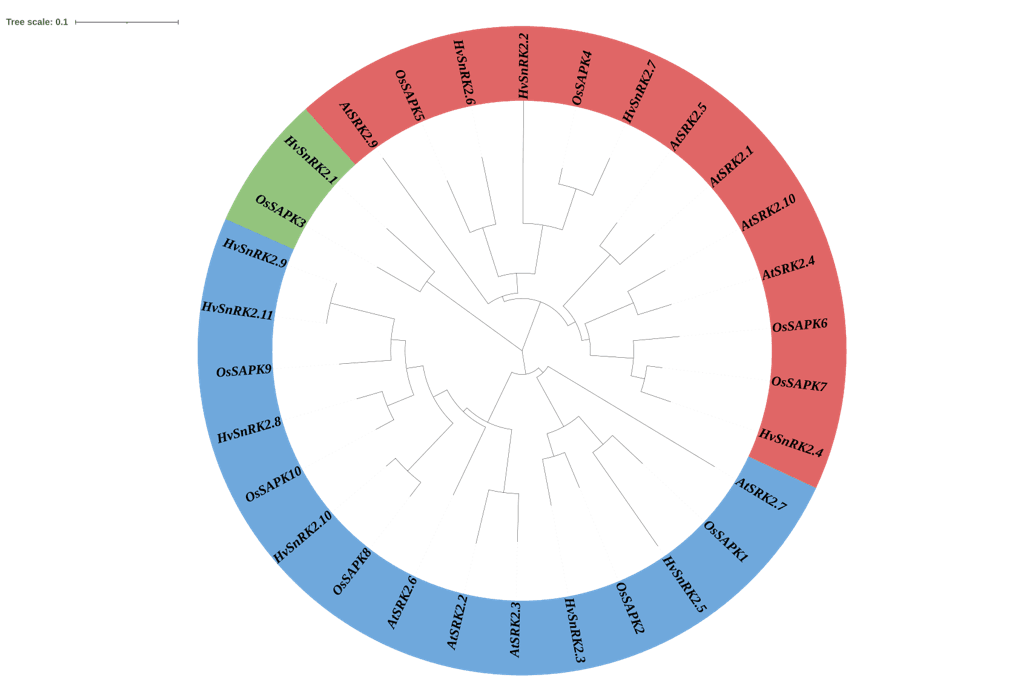 Tree scale: 0.1
HvSnRK2.2
OsSAPK4
HvSnRK2.7
AtSRK2.5
AtSRK2.1
AtSRK2.10
AtSRK2.4
OsSAPK6
OsSAPK7
HvSnRK2.4
AtSRK2.7
OsSAPK1
HvSnRK2.5
OsSAPK2
HvSnRK2.3
AtSRK2.3
AtSRK2.2
AtSRK2.6
OsSAPK8
HvSnRK2.10
OsSAPK10
HvSnRK2.8
OsSAPK9
HvSnRK2.11
HvSnRK2.9
OsSAPK3
HvSnRK2.1
AtSRK2.9
OsSAPK5
HvSnRK2.6